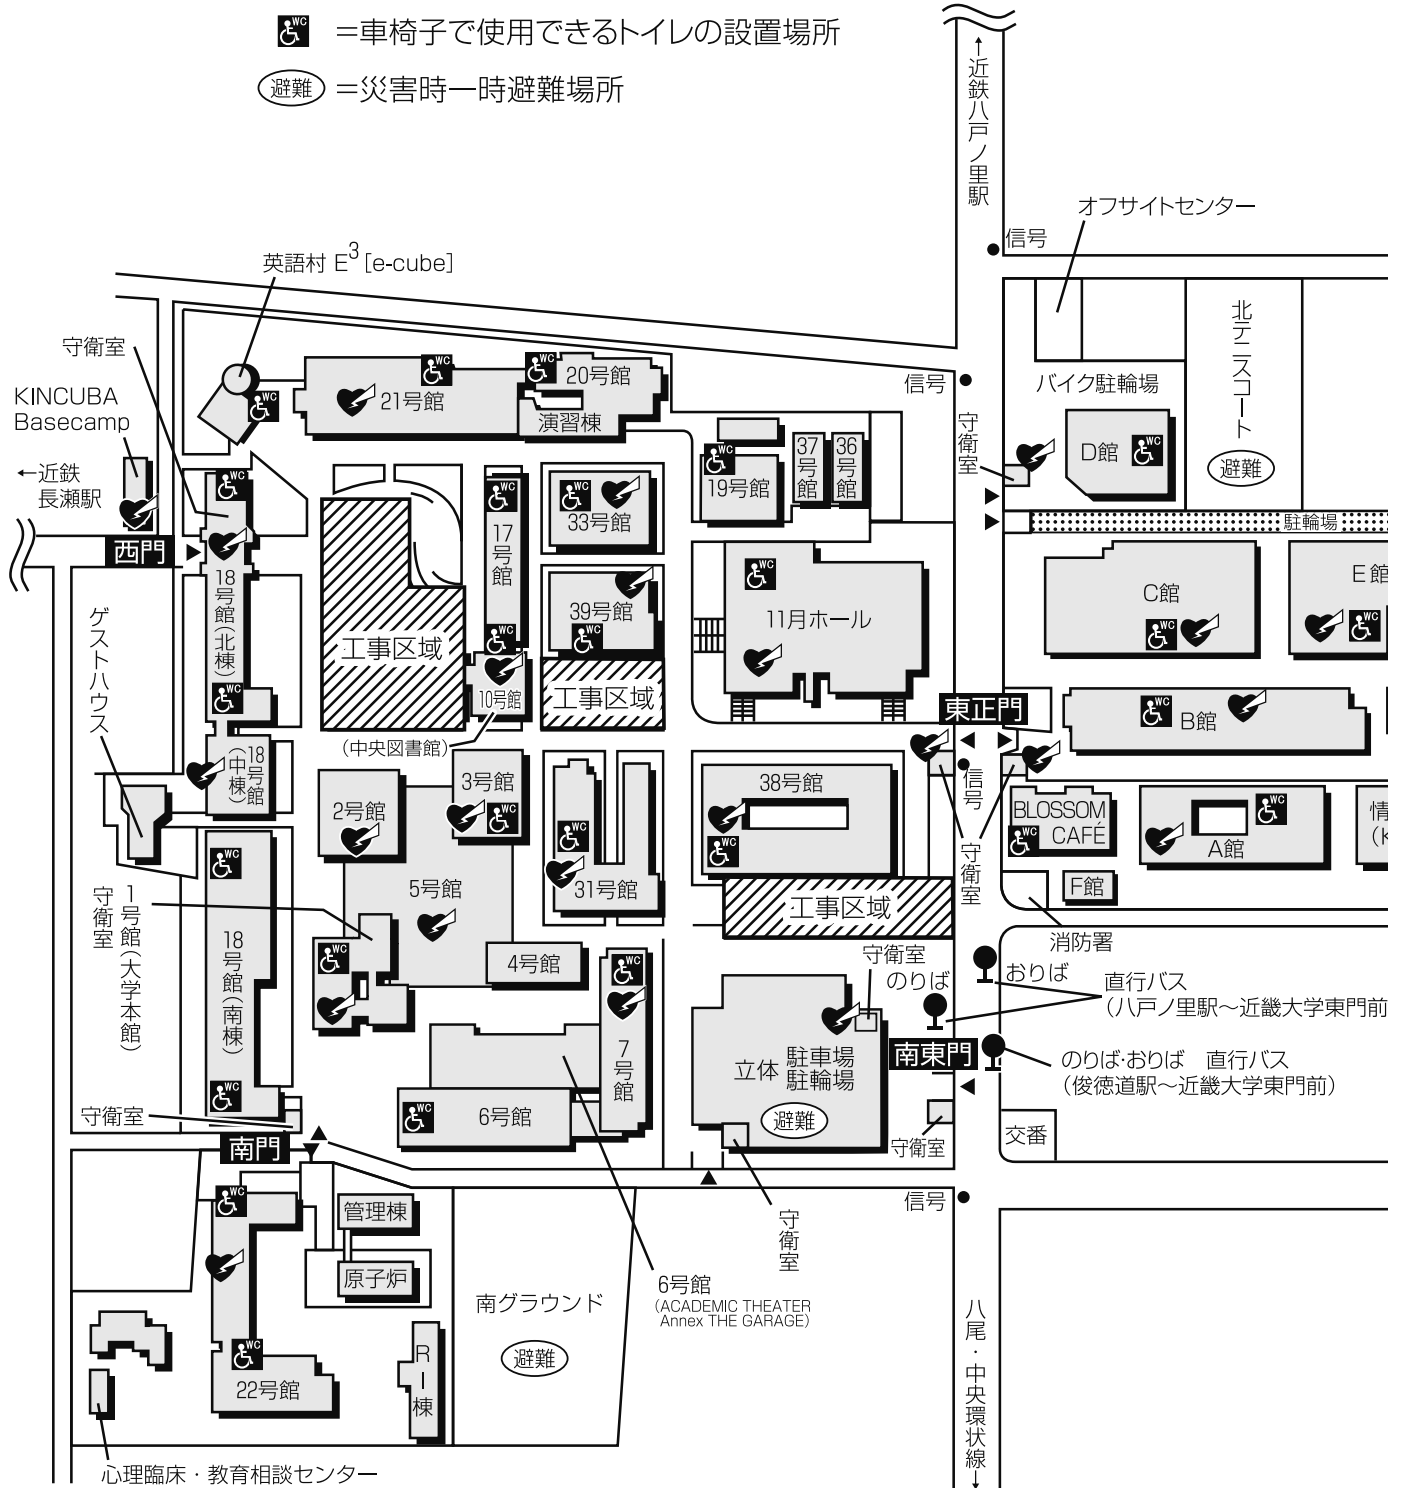 WC
=車椅子で使用できるトイレの設置場所
避難
=災害時一時避難場所
←近鉄八戸ノ里駅
信号
オフサイトセンター
英語村 E³ [e-cube]
守衛室
KINCUBA
Basecamp
←近鉄
長瀬駅
西門
21号館
20号館
演習棟
信号
守衛室
バイク駐輪場
北テニスコート
避難
D館
駐輪場
19号館
37号館
36号館
33号館
17号館
39号館
11月ホール
C館
E館
18号館(北棟)
ゲストハウス
工事区域
10号館
(中央図書館)
工事区域
東正門
B館
18号館
(中棟)
2号館
3号館
38号館
信号
守衛室
BLOSSOM
CAFÉ
A館
F館
消防署
5号館
31号館
工事区域
1号館(大学本館)
守衛室
18号館(南棟)
4号館
7号館
守衛室
のりば
おりば
直行バス
(八戸ノ里駅~近畿大学東門前
南東門
のりば・おりば 直行バス
(俊徳道駅~近畿大学東門前)
立体 駐車場
駐輪場
避難
守衛室
交番
6号館
守衛室
南門
管理棟
原子炉
守衛室
信号
6号館
(ACADEMIC THEATER
Annex THE GARAGE)
南グラウンド
避難
22号館
RI棟
八尾・中央環状線→
心理臨床・教育相談センター